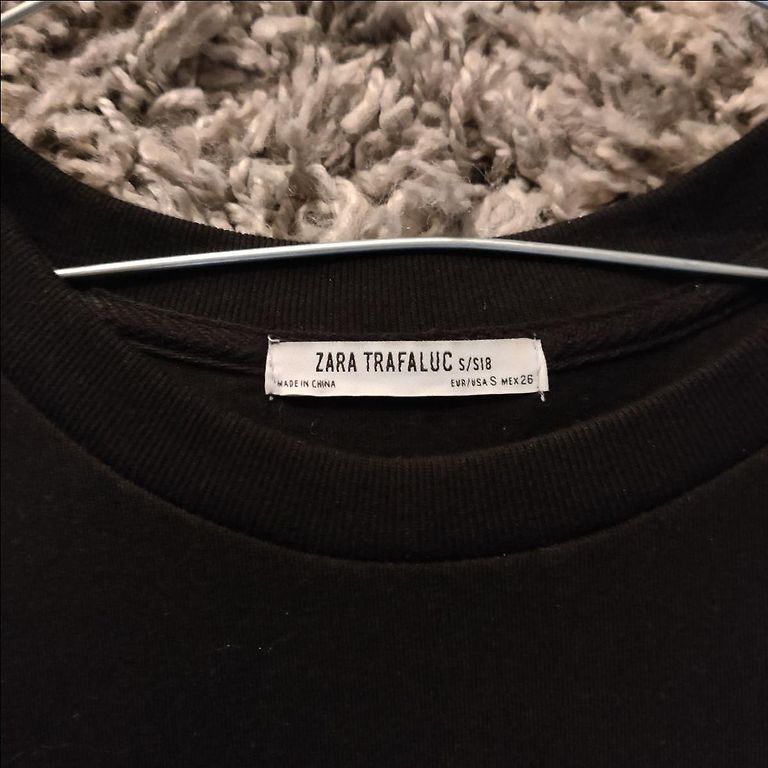 ZARA TRAFALUC S/S18
MADE IN CHINA EUR/USA S MEX 26